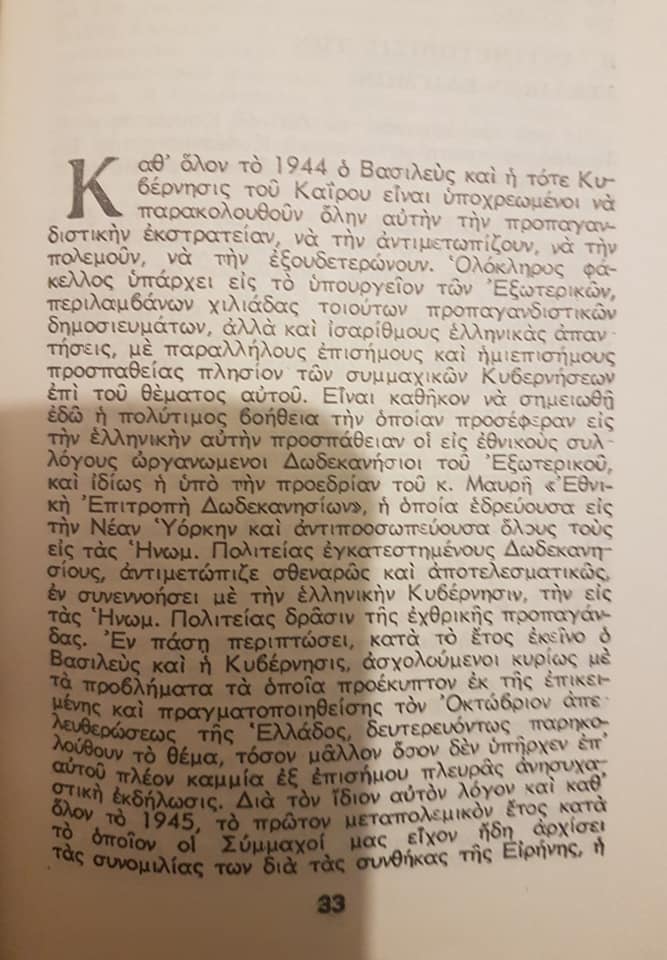 Καθ' ὅλον τὸ 1944 ὁ Βασιλεὺς καὶ ἡ τότε Κυ-
βέρνησις τοῦ Καΐρου εἶναι ὑποχρεωμένοι νὰ
παρακολουθοῦν ὅλην αὐτὴν τὴν προπαγαν-
διστικὴν ἐκστρατείαν, νὰ τὴν ἀντιμετωπίζουν, νὰ τὴν
πολεμοῦν, νὰ τὴν ἐξουδετερώνουν. Ὁλόκληρος φά-
κελλος ὑπάρχει εἰς τὸ ὑπουργεῖον τῶν Ἐξωτερικῶν,
περιλαμβάνων χιλιάδας τοιούτων προπαγανδιστικῶν
δημοσιευμάτων, ἀλλὰ καὶ ἰσαρίθμους ἑλληνικὰς ἀπαν-
τήσεις, μὲ παραλλήλους ἐπισήμους καὶ ἡμιεπισήμους
προσπαθείας πλησίον τῶν συμμαχικῶν Κυβερνήσεων
ἐπὶ τοῦ θέματος αὐτοῦ. Εἶναι καθῆκον νὰ σημειωθῇ
ἐδῶ ἡ πολύτιμος βοήθεια τὴν ὁποίαν προσέφεραν εἰς
τὴν ἑλληνικὴν αὐτὴν προσπάθειαν οἱ εἰς ἐθνικοὺς συλ-
λόγους ὠργανωμενοι Δωδεκανήσιοι τοῦ Ἐξωτερικοῦ,
καὶ ἰδίως ἡ ὑπὸ τὴν προεδρίαν τοῦ κ. Μαυρῆ «Ἐθνι-
κὴ Ἐπιτροπὴ Δωδεκανησίων», ἡ ὁποία ἑδρεύουσα εἰς
τὴν Νέαν Ὑόρκην καὶ ἀντιπροσωπεύουσα ὅλους τοὺς
εἰς τὰς Ἡνωμ. Πολιτείας ἐγκατεστημένους Δωδεκανη-
σίους, ἀντιμετώπιζε σθεναρῶς καὶ ἀποτελεσματικῶς,
ἐν συνεννοήσει μὲ τὴν ἑλληνικὴν Κυβέρνησιν, τὴν εἰς
τὰς Ἡνωμ. Πολιτείας δρᾶσιν τῆς ἐχθρικῆς προπαγάν-
δας. Ἐν πάσῃ περιπτώσει, κατὰ τὸ ἔτος ἐκεῖνο ὁ
Βασιλεὺς καὶ ἡ Κυβέρνησις, ἀσχολούμενοι κυρίως μὲ
τὰ προβλήματα τὰ ὁποῖα προέκυπτον ἐκ τῆς ἐπικει-
μένης καὶ πραγματοποιηθείσης τὸν Ὀκτώβριον ἀπε-
λευθερώσεως τῆς Ἑλλάδος, δευτερευόντως παρηκο-
λούθουν τὸ θέμα, τόσον μᾶλλον ὅσον δὲν ὑπῆρχεν ἐπ'
αὐτοῦ πλέον καμμία ἐξ ἐπισήμου πλευρᾶς ἀνησυχα-
στικὴ ἐκδήλωσις. Διὰ τὸν ἴδιον αὐτὸν λόγον καὶ καθ'
ὅλον τὸ 1945, τὸ πρῶτον μεταπολεμικὸν ἔτος κατὰ
τὸ ὁποῖον οἱ Σύμμαχοί μας εἶχον ἤδη ἀρχίσει
τὰς συνομιλίας των διὰ τὰς συνθήκας τῆς Εἰρήνης, ἡ
33